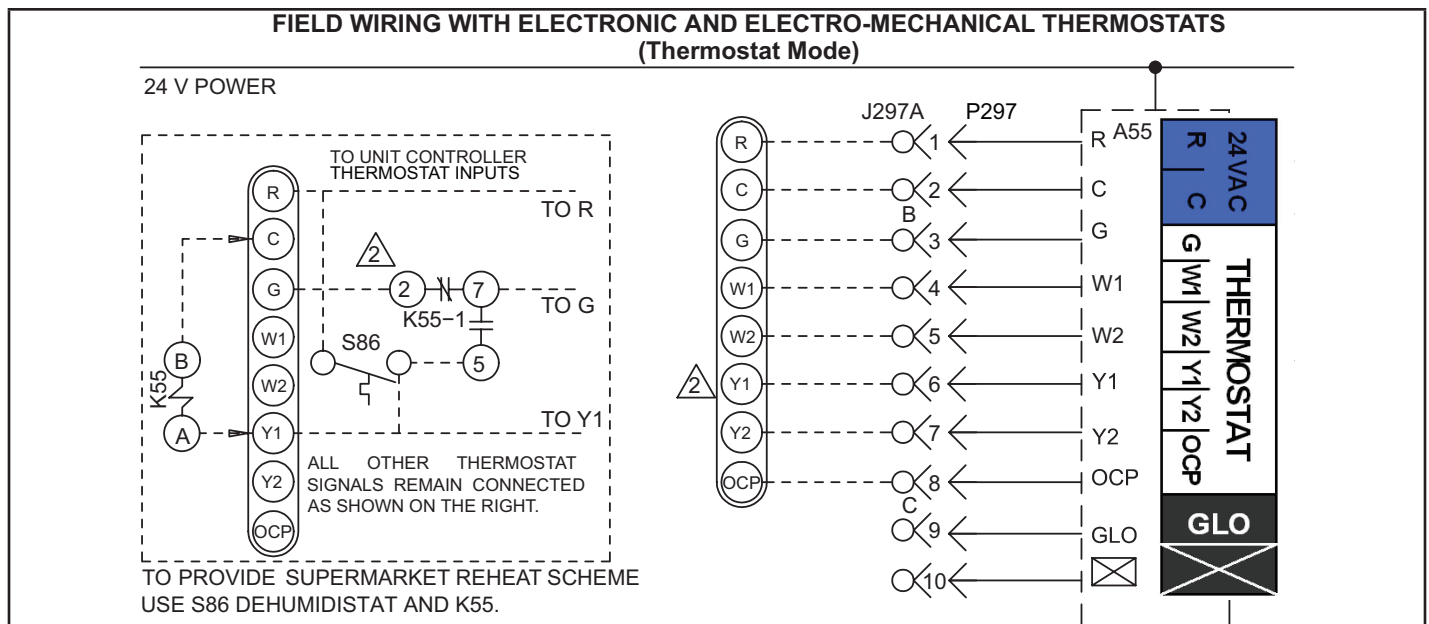 FIELD WIRING WITH ELECTRONIC AND ELECTRO-MECHANICAL THERMOSTATS
(Thermostat Mode)
24 V POWER
TO UNIT CONTROLLER
THERMOSTAT INPUTS
R
TO R
C
2
G
2
7
TO G
K55-1
W1
S86
5
B
K55
W2
A
Y1
TO Y1
Y2
ALL OTHER THERMOSTAT
SIGNALS REMAIN CONNECTED
AS SHOWN ON THE RIGHT.
OCP
TO PROVIDE SUPERMARKET REHEAT SCHEME
USE S86 DEHUMIDISTAT AND K55.
J297A P297
R 1 R A55
C 2 C
B
G 3 G
W1 4 W1
W2 5 W2
2 Y1 6 Y1
Y2 7 Y2
OCP 8 OCP
C
9 GLO
10
24VAC
R C
THERMOSTAT
G W1 W2 Y1 Y2 OCP
GLO